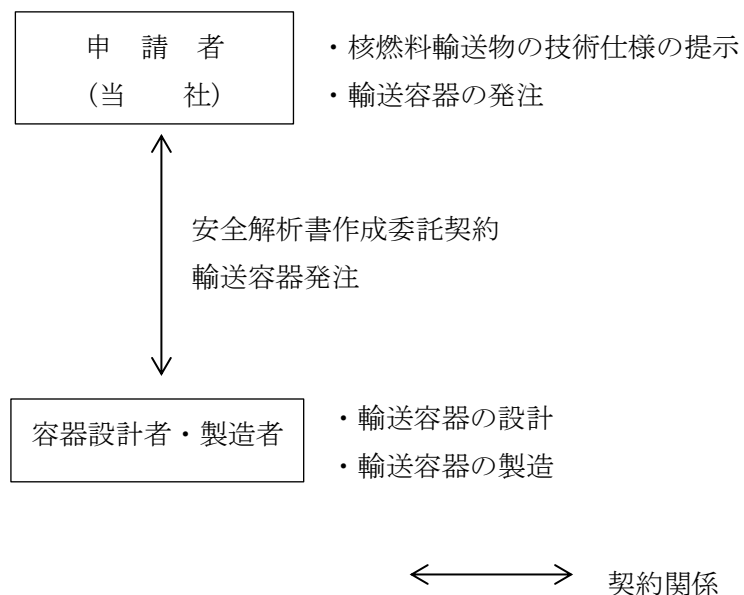 申　請　者
(当　　社)
・核燃料輸送物の技術仕様の提示
・輸送容器の発注
安全解析書作成委託契約
輸送容器発注
容器設計者・製造者
・輸送容器の設計
・輸送容器の製造
契約関係